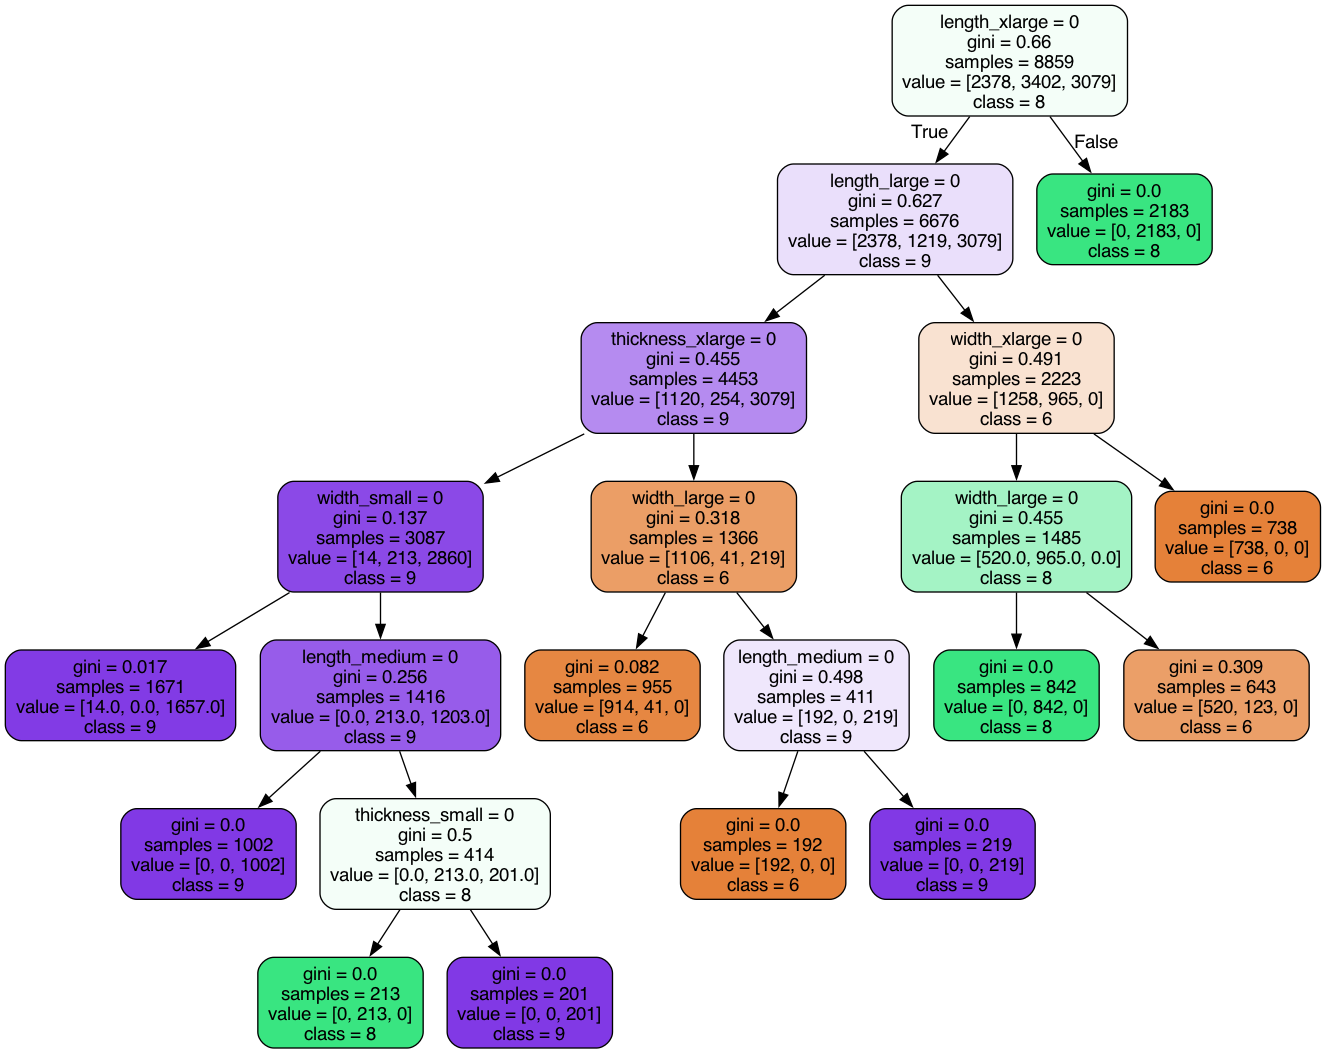 length_xlarge = 0
gini = 0.66
samples = 8859
value = [2378, 3402, 3079]
class = 8
True
False
length_large = 0
gini = 0.627
samples = 6676
value = [2378, 1219, 3079]
class = 9
gini = 0.0
samples = 2183
value = [0, 2183, 0]
class = 8
thickness_xlarge = 0
gini = 0.455
samples = 4453
value = [1120, 254, 3079]
class = 9
width_xlarge = 0
gini = 0.491
samples = 2223
value = [1258, 965, 0]
class = 6
width_small = 0
gini = 0.137
samples = 3087
value = [14, 213, 2860]
class = 9
width_large = 0
gini = 0.318
samples = 1366
value = [1106, 41, 219]
class = 6
width_large = 0
gini = 0.455
samples = 1485
value = [520.0, 965.0, 0.0]
class = 8
gini = 0.0
samples = 738
value = [738, 0, 0]
class = 6
gini = 0.017
samples = 1671
value = [14.0, 0.0, 1657.0]
class = 9
length_medium = 0
gini = 0.256
samples = 1416
value = [0.0, 213.0, 1203.0]
class = 9
gini = 0.082
samples = 955
value = [914, 41, 0]
class = 6
length_medium = 0
gini = 0.498
samples = 411
value = [192, 0, 219]
class = 9
gini = 0.0
samples = 842
value = [0, 842, 0]
class = 8
gini = 0.309
samples = 643
value = [520, 123, 0]
class = 6
gini = 0.0
samples = 1002
value = [0, 0, 1002]
class = 9
thickness_small = 0
gini = 0.5
samples = 414
value = [0.0, 213.0, 201.0]
class = 8
gini = 0.0
samples = 192
value = [192, 0, 0]
class = 6
gini = 0.0
samples = 219
value = [0, 0, 219]
class = 9
gini = 0.0
samples = 213
value = [0, 213, 0]
class = 8
gini = 0.0
samples = 201
value = [0, 0, 201]
class = 9